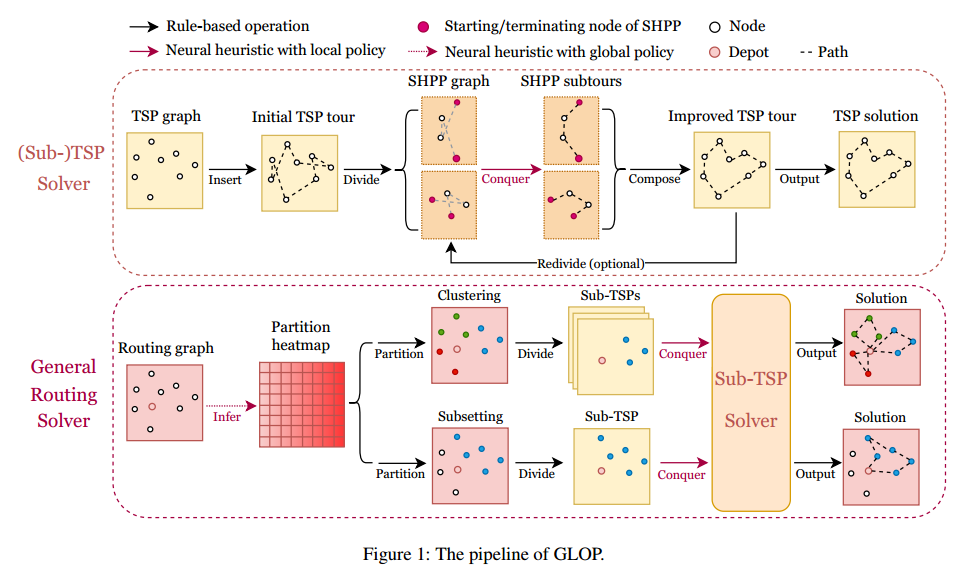 Rule-based operation
Starting/terminating node of SHPP
Node
Neural heuristic with local policy
Neural heuristic with global policy
Depot
Path
(Sub-)TSP
Solver
TSP graph
Insert
Initial TSP tour
Divide
SHPP graph
Conquer
SHPP subtours
Compose
Improved TSP tour
Output
TSP solution
Redivide (optional)
General
Routing
Solver
Routing graph
Infer
Partition
heatmap
Partition
Clustering
Divide
Sub-TSPs
Conquer
Output
Solution
Partition
Subsetting
Divide
Sub-TSP
Conquer
Sub-TSP
Solver
Output
Solution
Figure 1: The pipeline of GLOP.